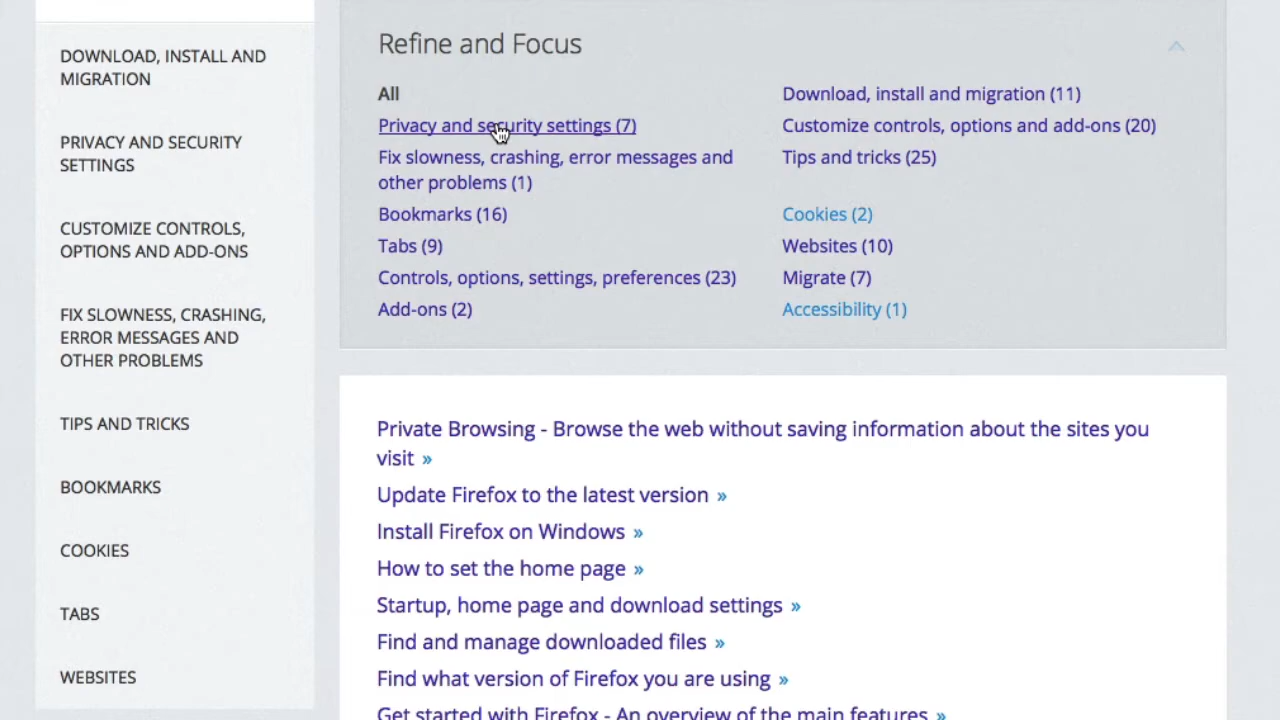 DOWNLOAD, INSTALL AND
MIGRATION
PRIVACY AND SECURITY
SETTINGS
CUSTOMIZE CONTROLS,
OPTIONS AND ADD-ONS
FIX SLOWNESS, CRASHING,
ERROR MESSAGES AND
OTHER PROBLEMS
TIPS AND TRICKS
BOOKMARKS
COOKIES
TABS
WEBSITES
Refine and Focus
All
Privacy and security settings (7)
Fix slowness, crashing, error messages and
other problems (1)
Bookmarks (16)
Tabs (9)
Controls, options, settings, preferences (23)
Add-ons (2)
Download, install and migration (11)
Customize controls, options and add-ons (20)
Tips and tricks (25)
Cookies (2)
Websites (10)
Migrate (7)
Accessibility (1)
Private Browsing - Browse the web without saving information about the sites you
visit »
Update Firefox to the latest version »
Install Firefox on Windows »
How to set the home page »
Startup, home page and download settings »
Find and manage downloaded files »
Find what version of Firefox you are using »
Get started with Firefox - An overview of the main features »